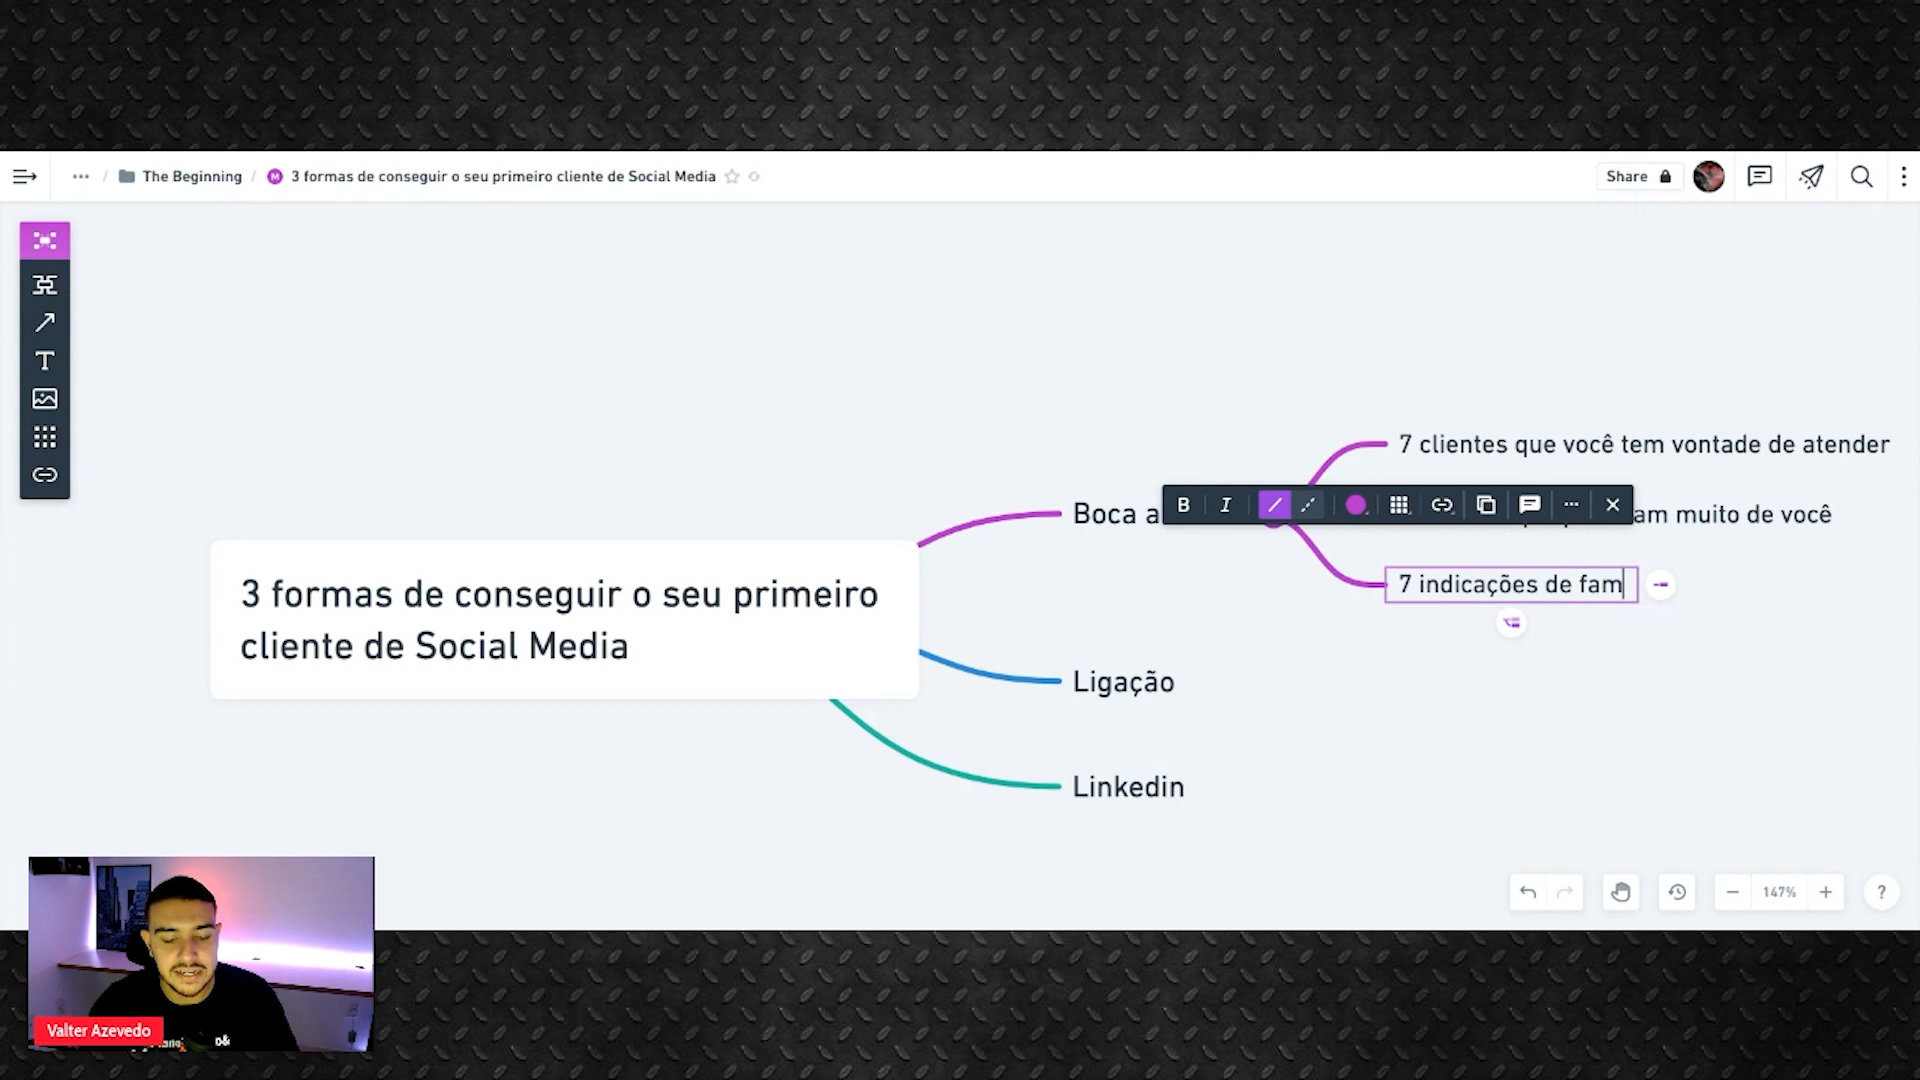 The Beginning / M 3 formas de conseguir o seu primeiro cliente de Social Media
Share
7 clientes que você tem vontade de atender
Boca a
B I
am muito de você
7 indicações de fam
3 formas de conseguir o seu primeiro
cliente de Social Media
Ligação
Linkedin
147%
?
Valter Azevedo